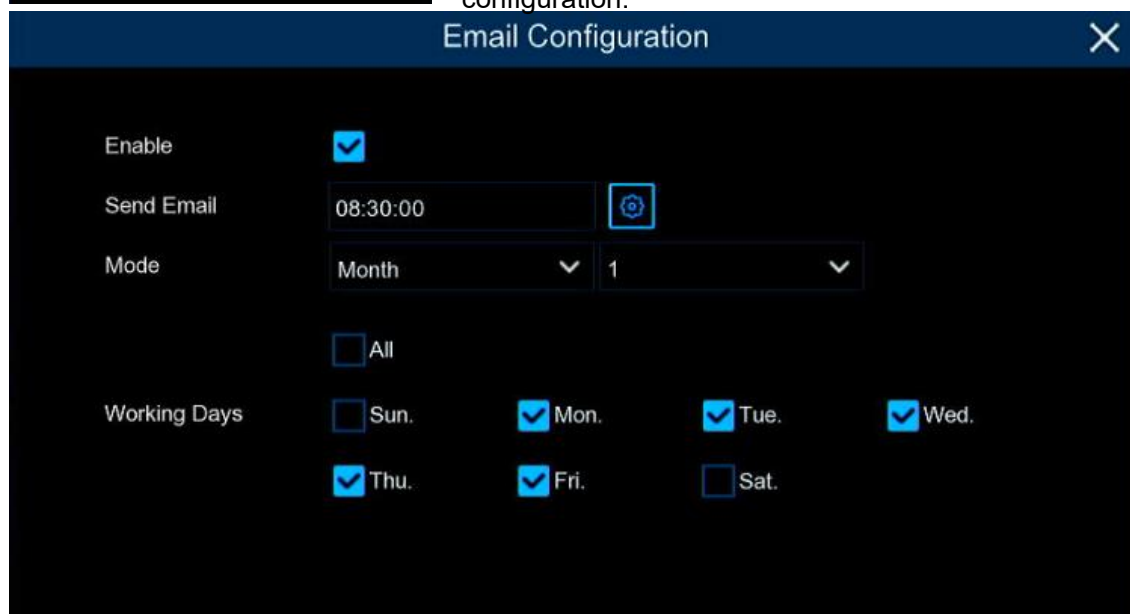 configuration.
Email Configuration
Enable
Send Email 08:30:00
Mode Month 1
All
Working Days Sun. Mon. Tue. Wed.
Thu. Fri. Sat.